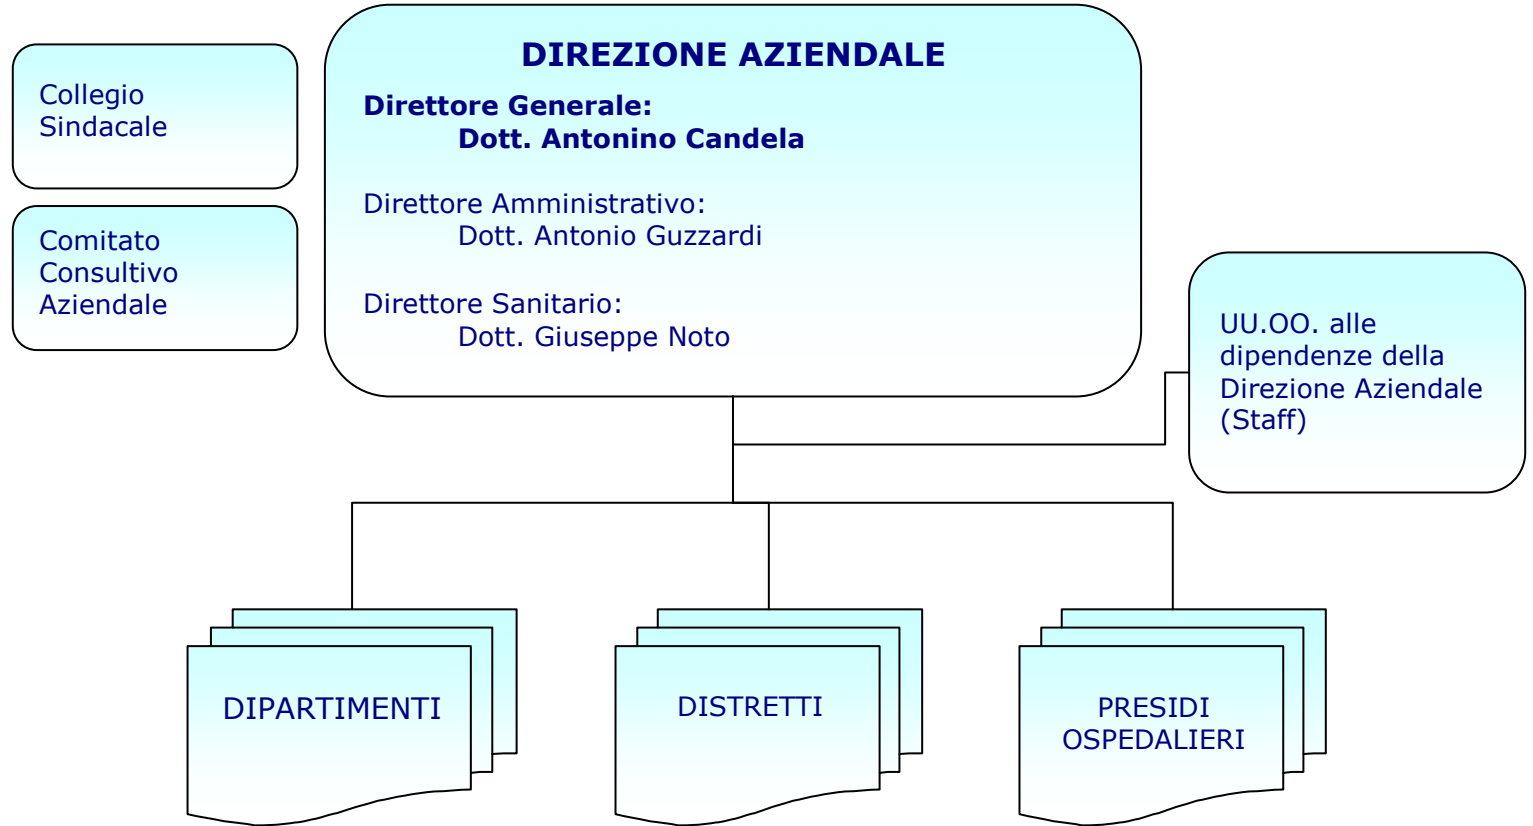 Collegio
Sindacale
Comitato
Consultivo
Aziendale
DIREZIONE AZIENDALE
Direttore Generale:
Dott. Antonino Candela
Direttore Amministrativo:
Dott. Antonio Guzzardi
Direttore Sanitario:
Dott. Giuseppe Noto
UU.OO. alle
dipendenze della
Direzione Aziendale
(Staff)
DIPARTIMENTI
DISTRETTI
PRESIDI
OSPEDALIERI